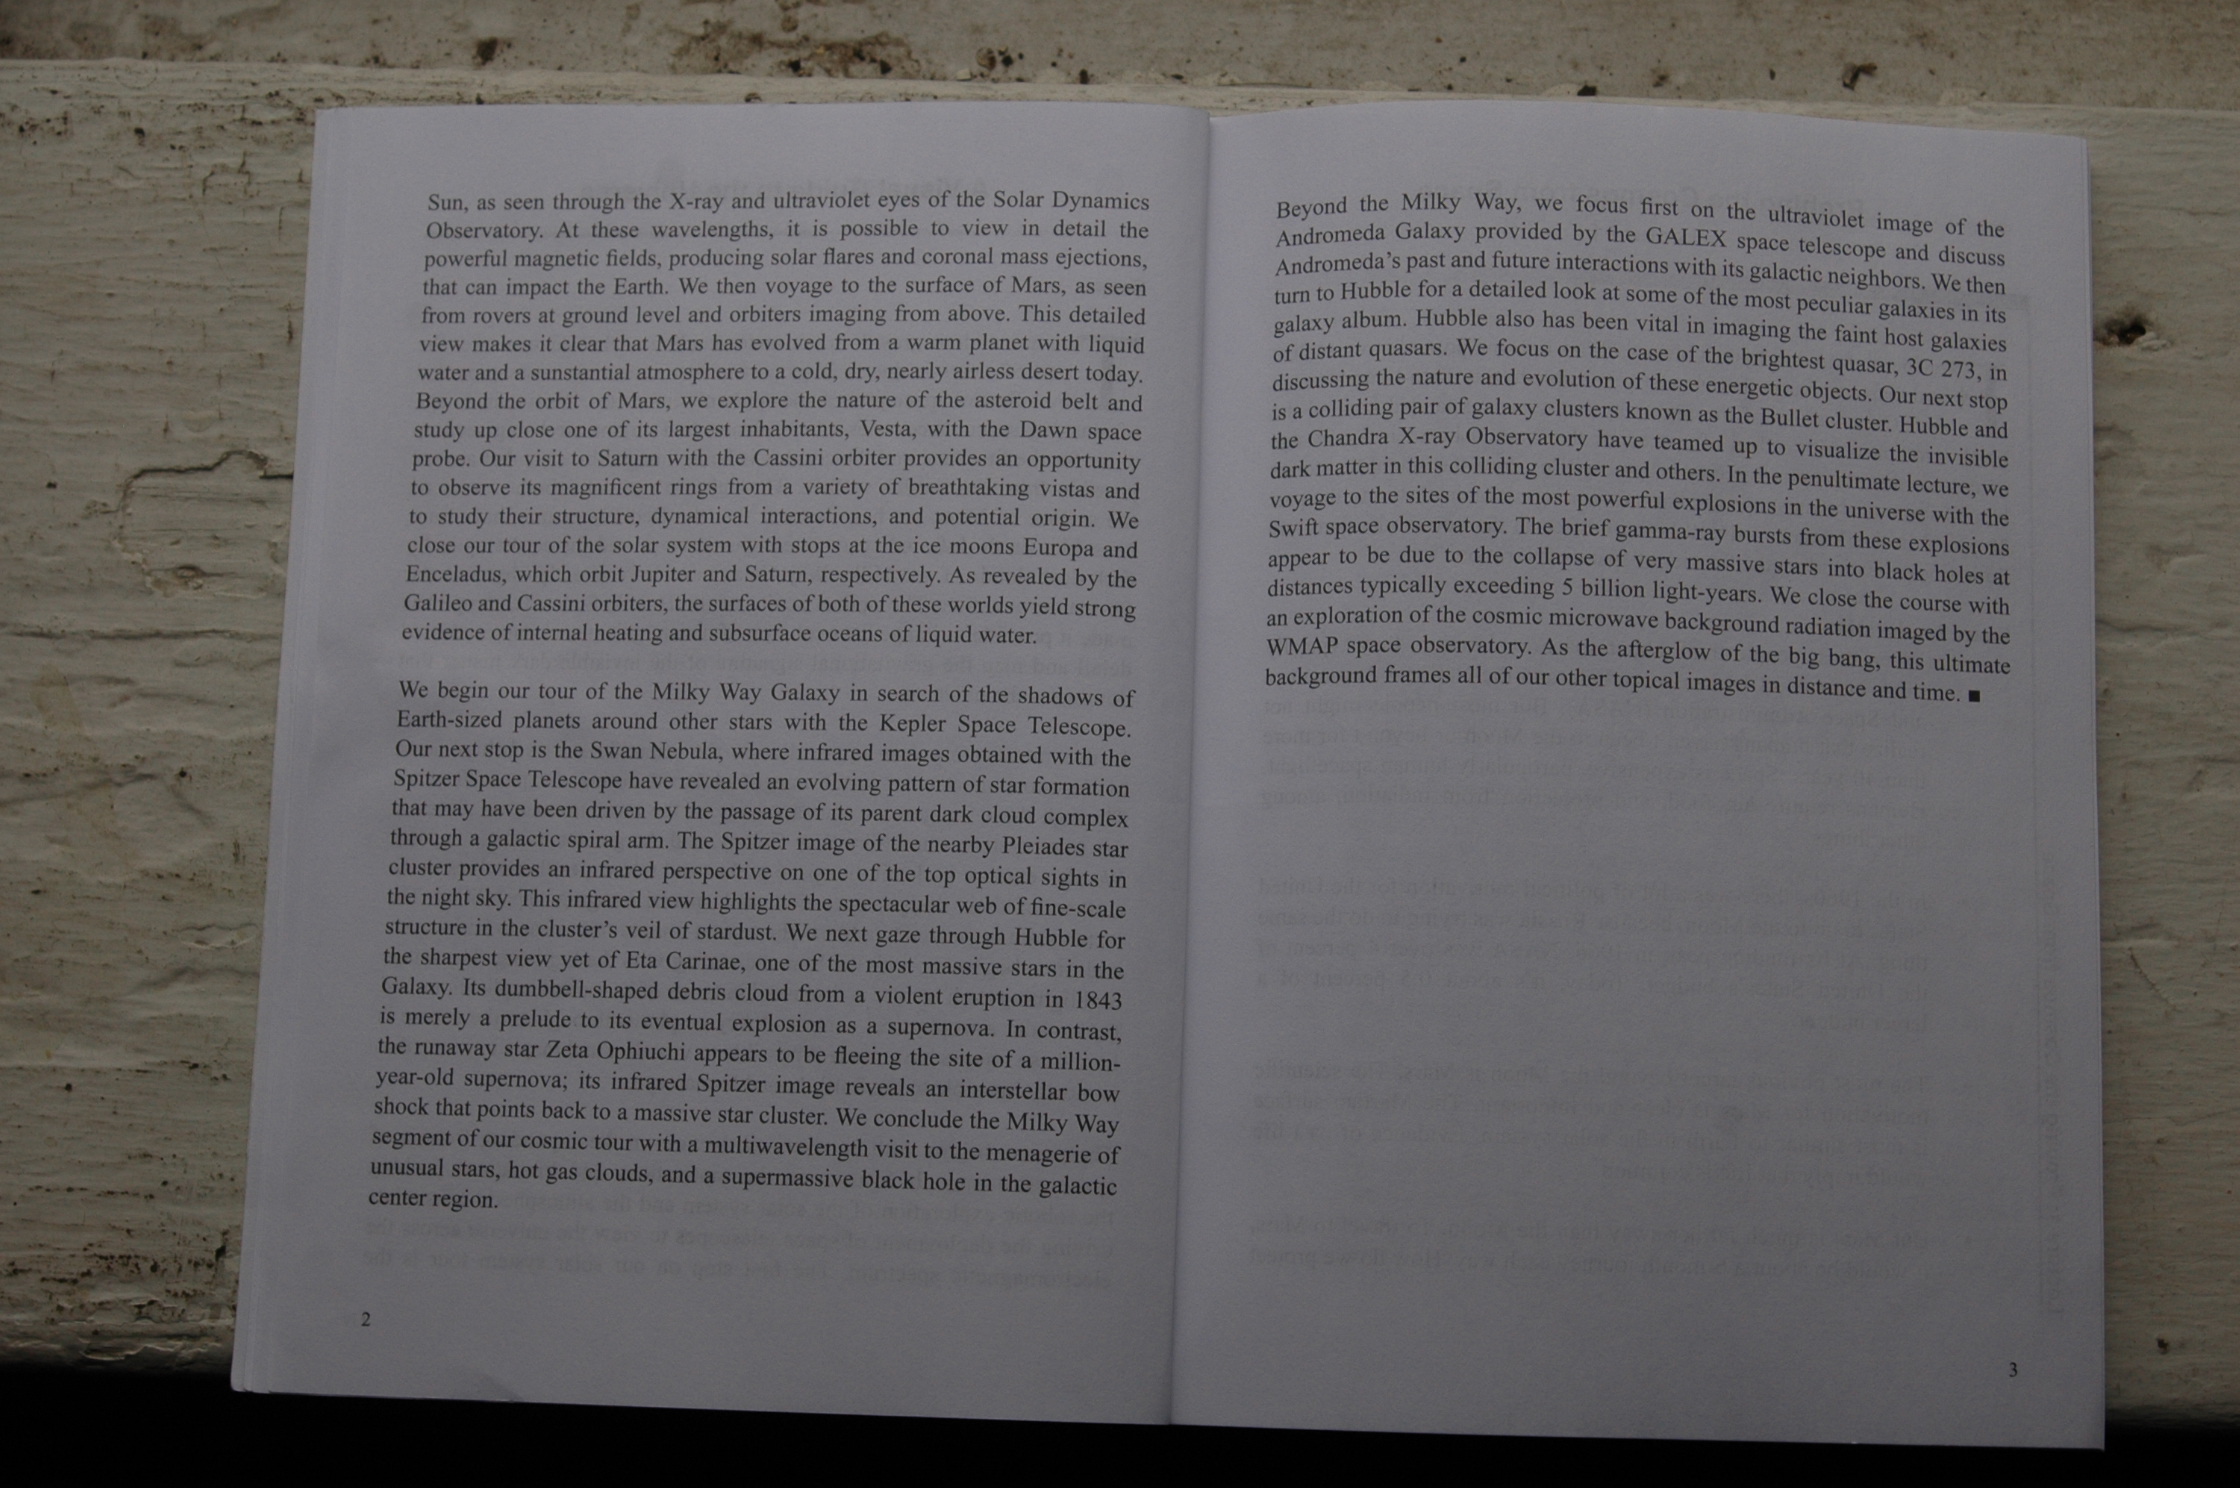 Sun, as seen through the X-ray and ultraviolet eyes of the Solar Dynamics
Observatory. At these wavelengths, it is possible to view in detail the
powerful magnetic fields, producing solar flares and coronal mass ejections,
that can impact the Earth. We then voyage to the surface of Mars, as seen
from rovers at ground level and orbiters imaging from above. This detailed
view makes it clear that Mars has evolved from a warm planet with liquid
water and a sunstantial atmosphere to a cold, dry, nearly airless desert today.
Beyond the orbit of Mars, we explore the nature of the asteroid belt and
study up close one of its largest inhabitants, Vesta, with the Dawn space
probe. Our visit to Saturn with the Cassini orbiter provides an opportunity
to observe its magnificent rings from a variety of breathtaking vistas and
to study their structure, dynamical interactions, and potential origin. We
close our tour of the solar system with stops at the ice moons Europa and
Enceladus, which orbit Jupiter and Saturn, respectively. As revealed by the
Galileo and Cassini orbiters, the surfaces of both of these worlds yield strong
evidence of internal heating and subsurface oceans of liquid water.
We begin our tour of the Milky Way Galaxy in search of the shadows of
Earth-sized planets around other stars with the Kepler Space Telescope.
Our next stop is the Swan Nebula, where infrared images obtained with the
Spitzer Space Telescope have revealed an evolving pattern of star formation
that may have been driven by the passage of its parent dark cloud complex
through a galactic spiral arm. The Spitzer image of the nearby Pleiades star
cluster provides an infrared perspective on one of the top optical sights in
the night sky. This infrared view highlights the spectacular web of fine-scale
structure in the cluster's veil of stardust. We next gaze through Hubble for
the sharpest view yet of Eta Carinae, one of the most massive stars in the
Galaxy. Its dumbbell-shaped debris cloud from a violent eruption in 1843
is merely a prelude to its eventual explosion as a supernova. In contrast,
the runaway star Zeta Ophiuchi appears to be fleeing the site of a million-
year-old supernova; its infrared Spitzer image reveals an interstellar bow
shock that points back to a massive star cluster. We conclude the Milky Way
segment of our cosmic tour with a multiwavelength visit to the menagerie of
unusual stars, hot gas clouds, and a supermassive black hole in the galactic
center region.
2
Beyond the Milky Way, we focus first on the ultraviolet image of the
Andromeda Galaxy provided by the GALEX space telescope and discuss
Andromeda's past and future interactions with its galactic neighbors. We then
turn to Hubble for a detailed look at some of the most peculiar galaxies in its
galaxy album. Hubble also has been vital in imaging the faint host galaxies
of distant quasars. We focus on the case of the brightest quasar, 3C 273, in
discussing the nature and evolution of these energetic objects. Our next stop
is a colliding pair of galaxy clusters known as the Bullet cluster. Hubble and
the Chandra X-ray Observatory have teamed up to visualize the invisible
dark matter in this colliding cluster and others. In the penultimate lecture, we
voyage to the sites of the most powerful explosions in the universe with the
Swift space observatory. The brief gamma-ray bursts from these explosions
appear to be due to the collapse of very massive stars into black holes at
distances typically exceeding 5 billion light-years. We close the course with
an exploration of the cosmic microwave background radiation imaged by the
WMAP space observatory. As the afterglow of the big bang, this ultimate
background frames all of our other topical images in distance and time. ■
3